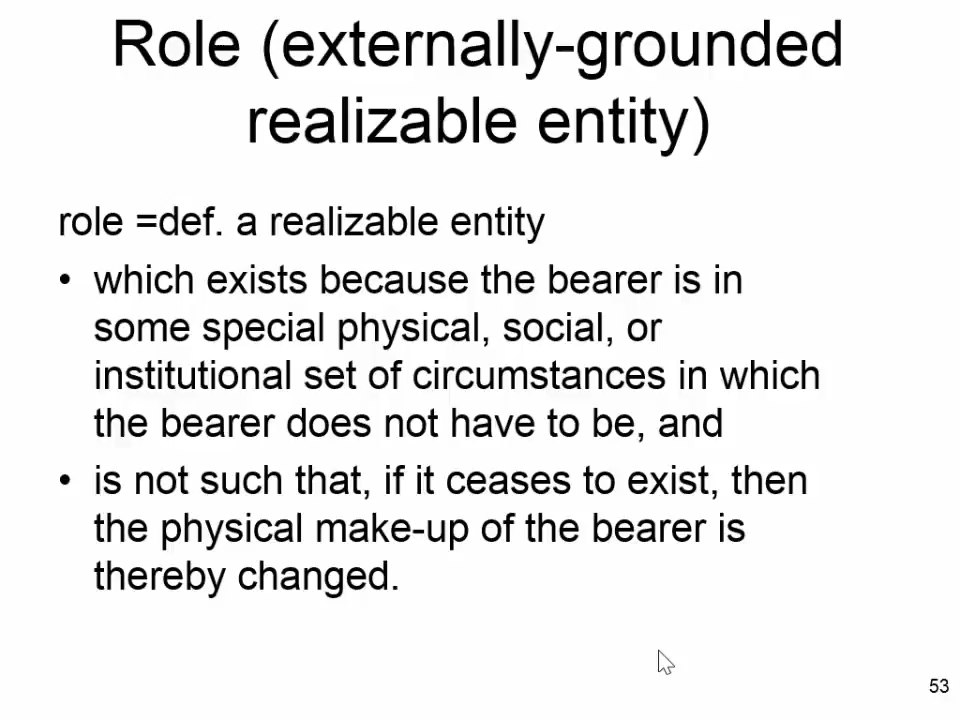 Role (externally-grounded
realizable entity)
role =def. a realizable entity
• which exists because the bearer is in
some special physical, social, or
institutional set of circumstances in which
the bearer does not have to be, and
• is not such that, if it ceases to exist, then
the physical make-up of the bearer is
thereby changed.
53